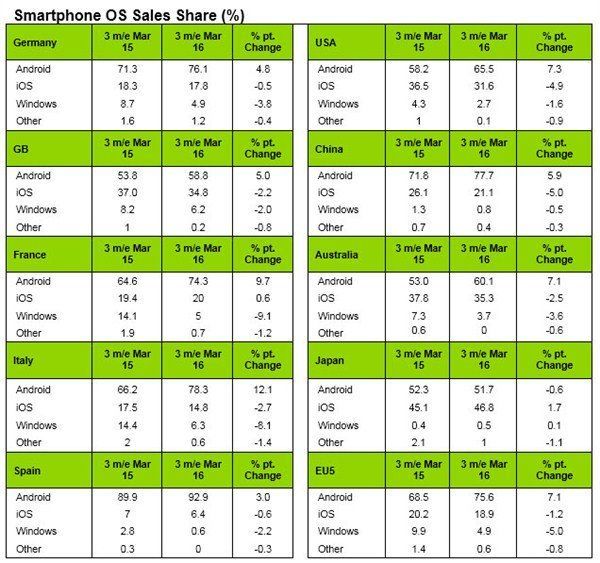 Smartphone OS Sales Share (%)
Germany 3 m/e Mar 15 3 m/e Mar 16 % pt. Change
Android 71.3 76.1 4.8
iOS 18.3 17.8 -0.5
Windows 8.7 4.9 -3.8
Other 1.6 1.2 -0.4
GB 3 m/e Mar 15 3 m/e Mar 16 % pt. Change
Android 53.8 58.8 5.0
iOS 37.0 34.8 -2.2
Windows 8.2 6.2 -2.0
Other 1 0.2 -0.8
France 3 m/e Mar 15 3 m/e Mar 16 % pt. Change
Android 64.6 74.3 9.7
iOS 19.4 20 0.6
Windows 14.1 5 -9.1
Other 1.9 0.7 -1.2
Italy 3 m/e Mar 15 3 m/e Mar 16 % pt. Change
Android 66.2 78.3 12.1
iOS 17.5 14.8 -2.7
Windows 14.4 6.3 -8.1
Other 2 0.6 -1.4
Spain 3 m/e Mar 15 3 m/e Mar 16 % pt. Change
Android 89.9 92.9 3.0
iOS 7 6.4 -0.6
Windows 2.8 0.6 -2.2
Other 0.3 0 -0.3
USA 3 m/e Mar 15 3 m/e Mar 16 % pt. Change
Android 58.2 65.5 7.3
iOS 36.5 31.6 -4.9
Windows 4.3 2.7 -1.6
Other 1 0.1 -0.9
China 3 m/e Mar 15 3 m/e Mar 16 % pt. Change
Android 71.8 77.7 5.9
iOS 26.1 21.1 -5.0
Windows 1.3 0.8 -0.5
Other 0.7 0.4 -0.3
Australia 3 m/e Mar 15 3 m/e Mar 16 % pt. Change
Android 53.0 60.1 7.1
iOS 37.8 35.3 -2.5
Windows 7.3 3.7 -3.6
Other 0.6 0 -0.6
Japan 3 m/e Mar 15 3 m/e Mar 16 % pt. Change
Android 52.3 51.7 -0.6
iOS 45.1 46.8 1.7
Windows 0.4 0.5 0.1
Other 2.1 1 -1.1
EU5 3 m/e Mar 15 3 m/e Mar 16 % pt. Change
Android 68.5 75.6 7.1
iOS 20.2 18.9 -1.2
Windows 9.9 4.9 -5.0
Other 1.4 0.6 -0.8